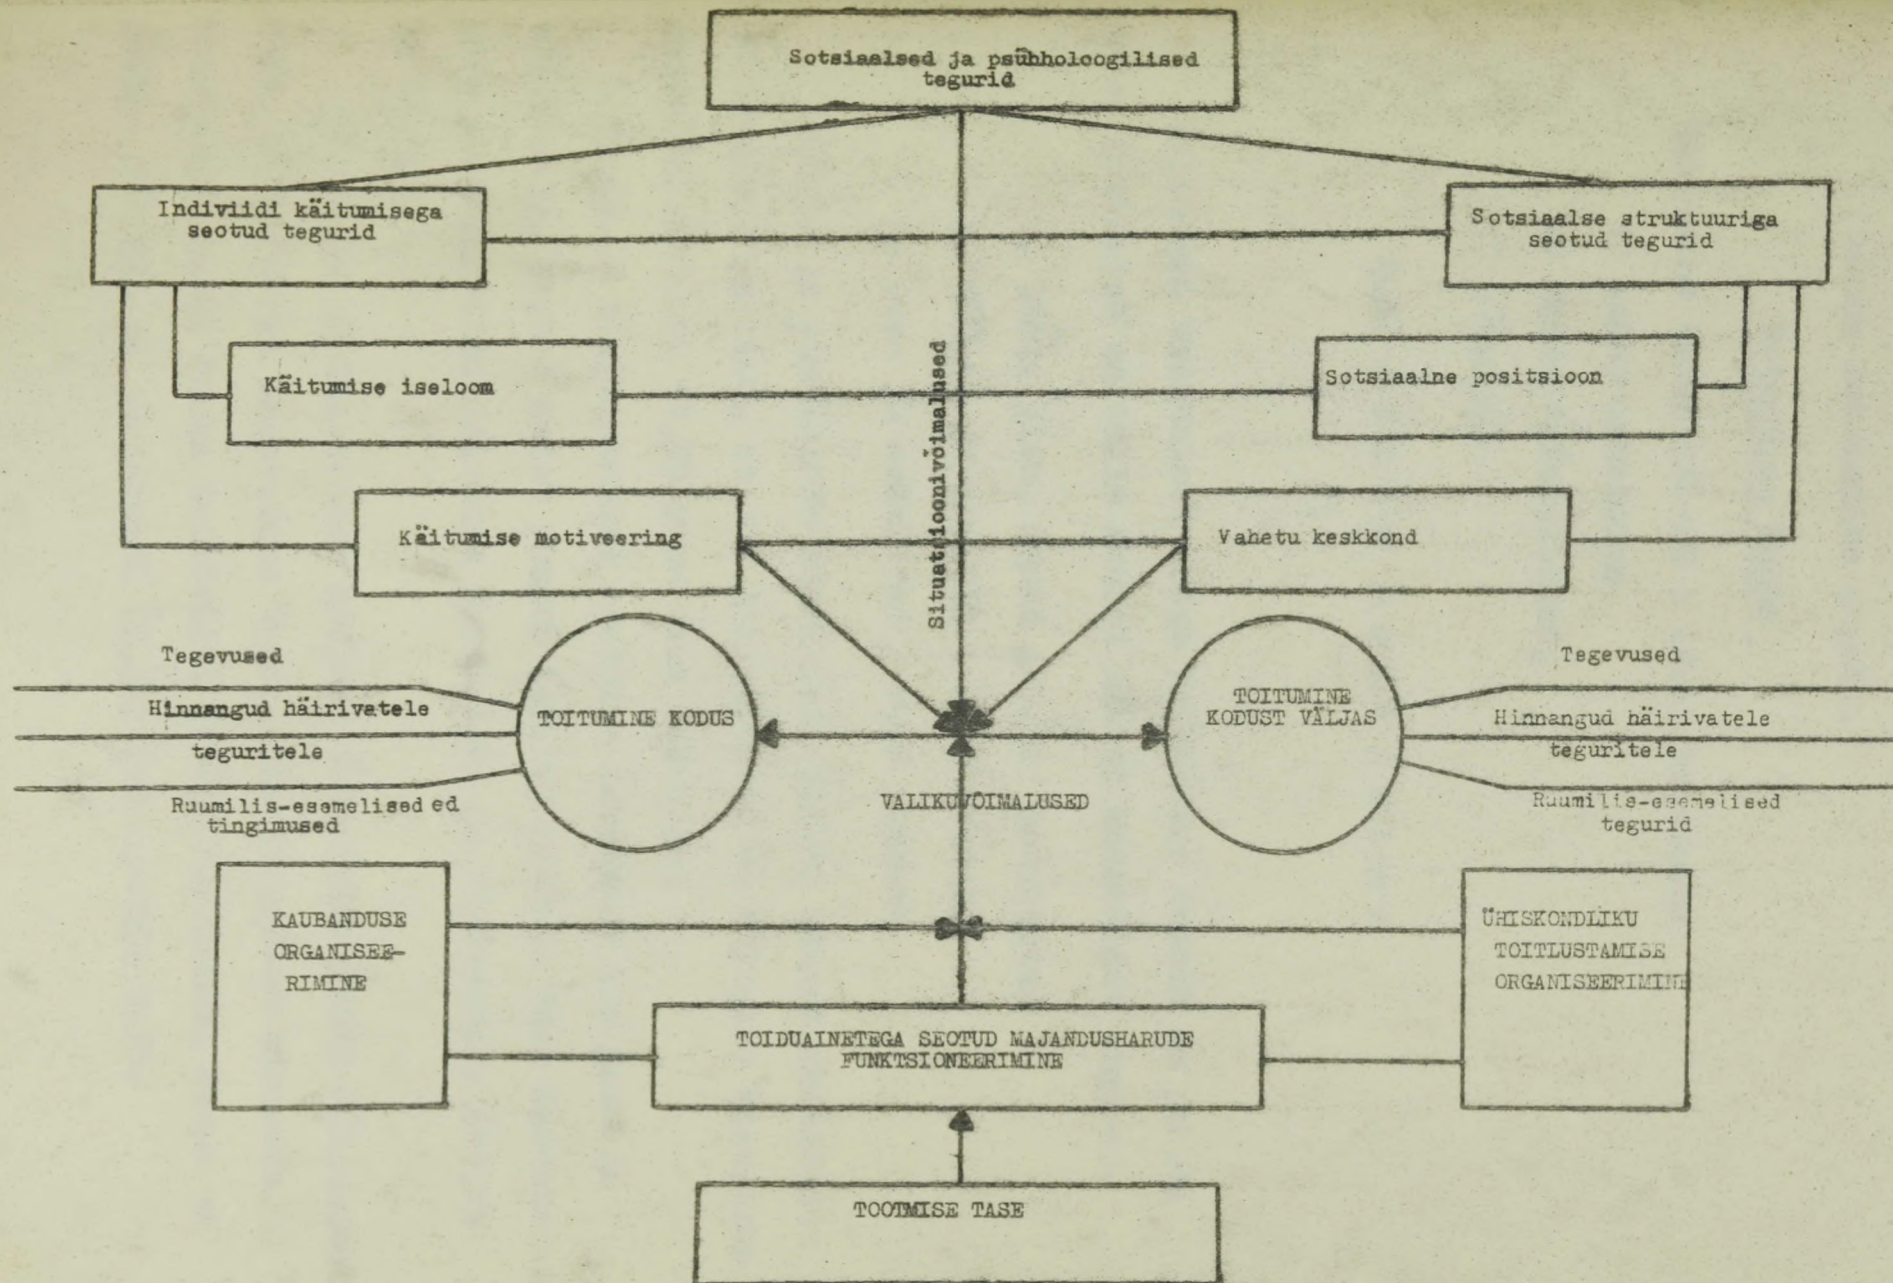 Sotsiaalsed ja psühholoogilised
tegurid
Indiviidi käitumisega
seotud tegurid
Sotsiaalse struktuuriga
seotud tegurid
Käitumise iseloom
Sotsiaalne positsioon
Situatsioonivõimalused
Käitumise motiveering
Vahetu keskkond
Tegevused
Hinnangud häirivatele
teguritele
Ruumilis-esemelised ed
tingimused
TOITUMINE KODUS
TOITUMINE
KODUST VÄLJAS
Tegevused
Hinnangud häirivatele
teguritele
Ruumilis-esemelised
tegurid
VALIKUVÕIMALUSED
KAUBANDUSE
ORGANISEE-
RIMINE
ÜHISKONDLIKU
TOITLUSTAMISE
ORGANISEERIMINE
TOIDUAINETEGA SEOTUD MAJANDUSHARUDE
FUNKTSIONEERIMINE
TOOTMISE TASE